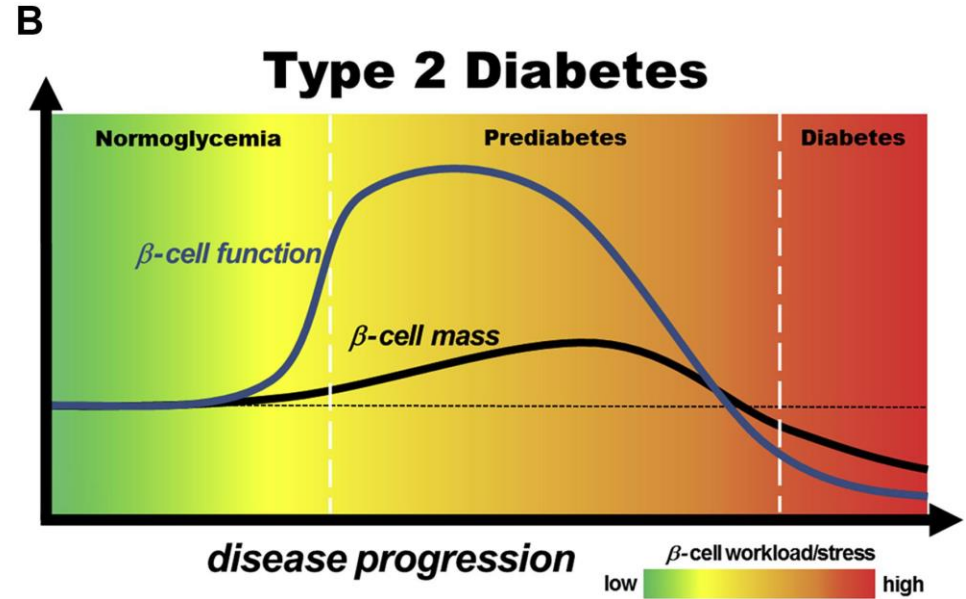 B
Type 2 Diabetes
Normoglycemia
Prediabetes
Diabetes
β-cell function
β-cell mass
disease progression
β-cell workload/stress
low
high